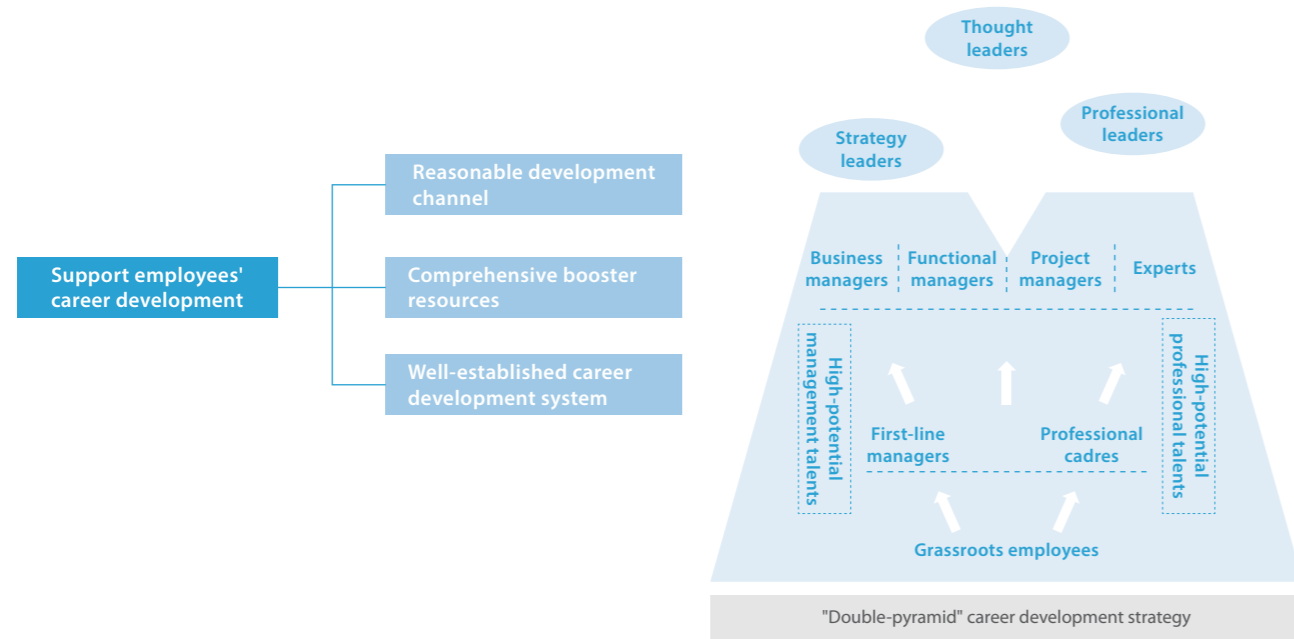 Support employees'
career development
Reasonable development
channel
Comprehensive booster
resources
Well-established career
development system
Thought
leaders
Professional
leaders
Strategy
leaders
Business
managers
Functional
managers
Project
managers
Experts
High-potential
management talents
High-potential
professional talents
First-line
managers
Professional
cadres
Grassroots employees
"Double-pyramid" career development strategy